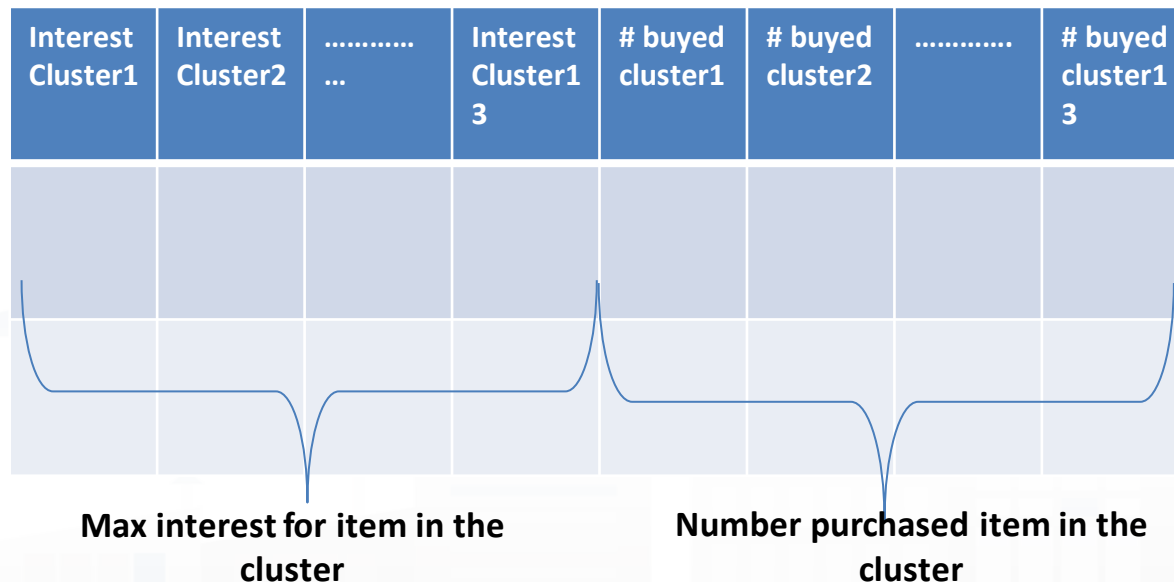 Interest
Cluster1
Interest
Cluster2
…………
…
Interest
Cluster1
3
# buyed
cluster1
# buyed
cluster2
………….
# buyed
cluster1
3
Max interest for item in the
cluster
Number purchased item in the
cluster